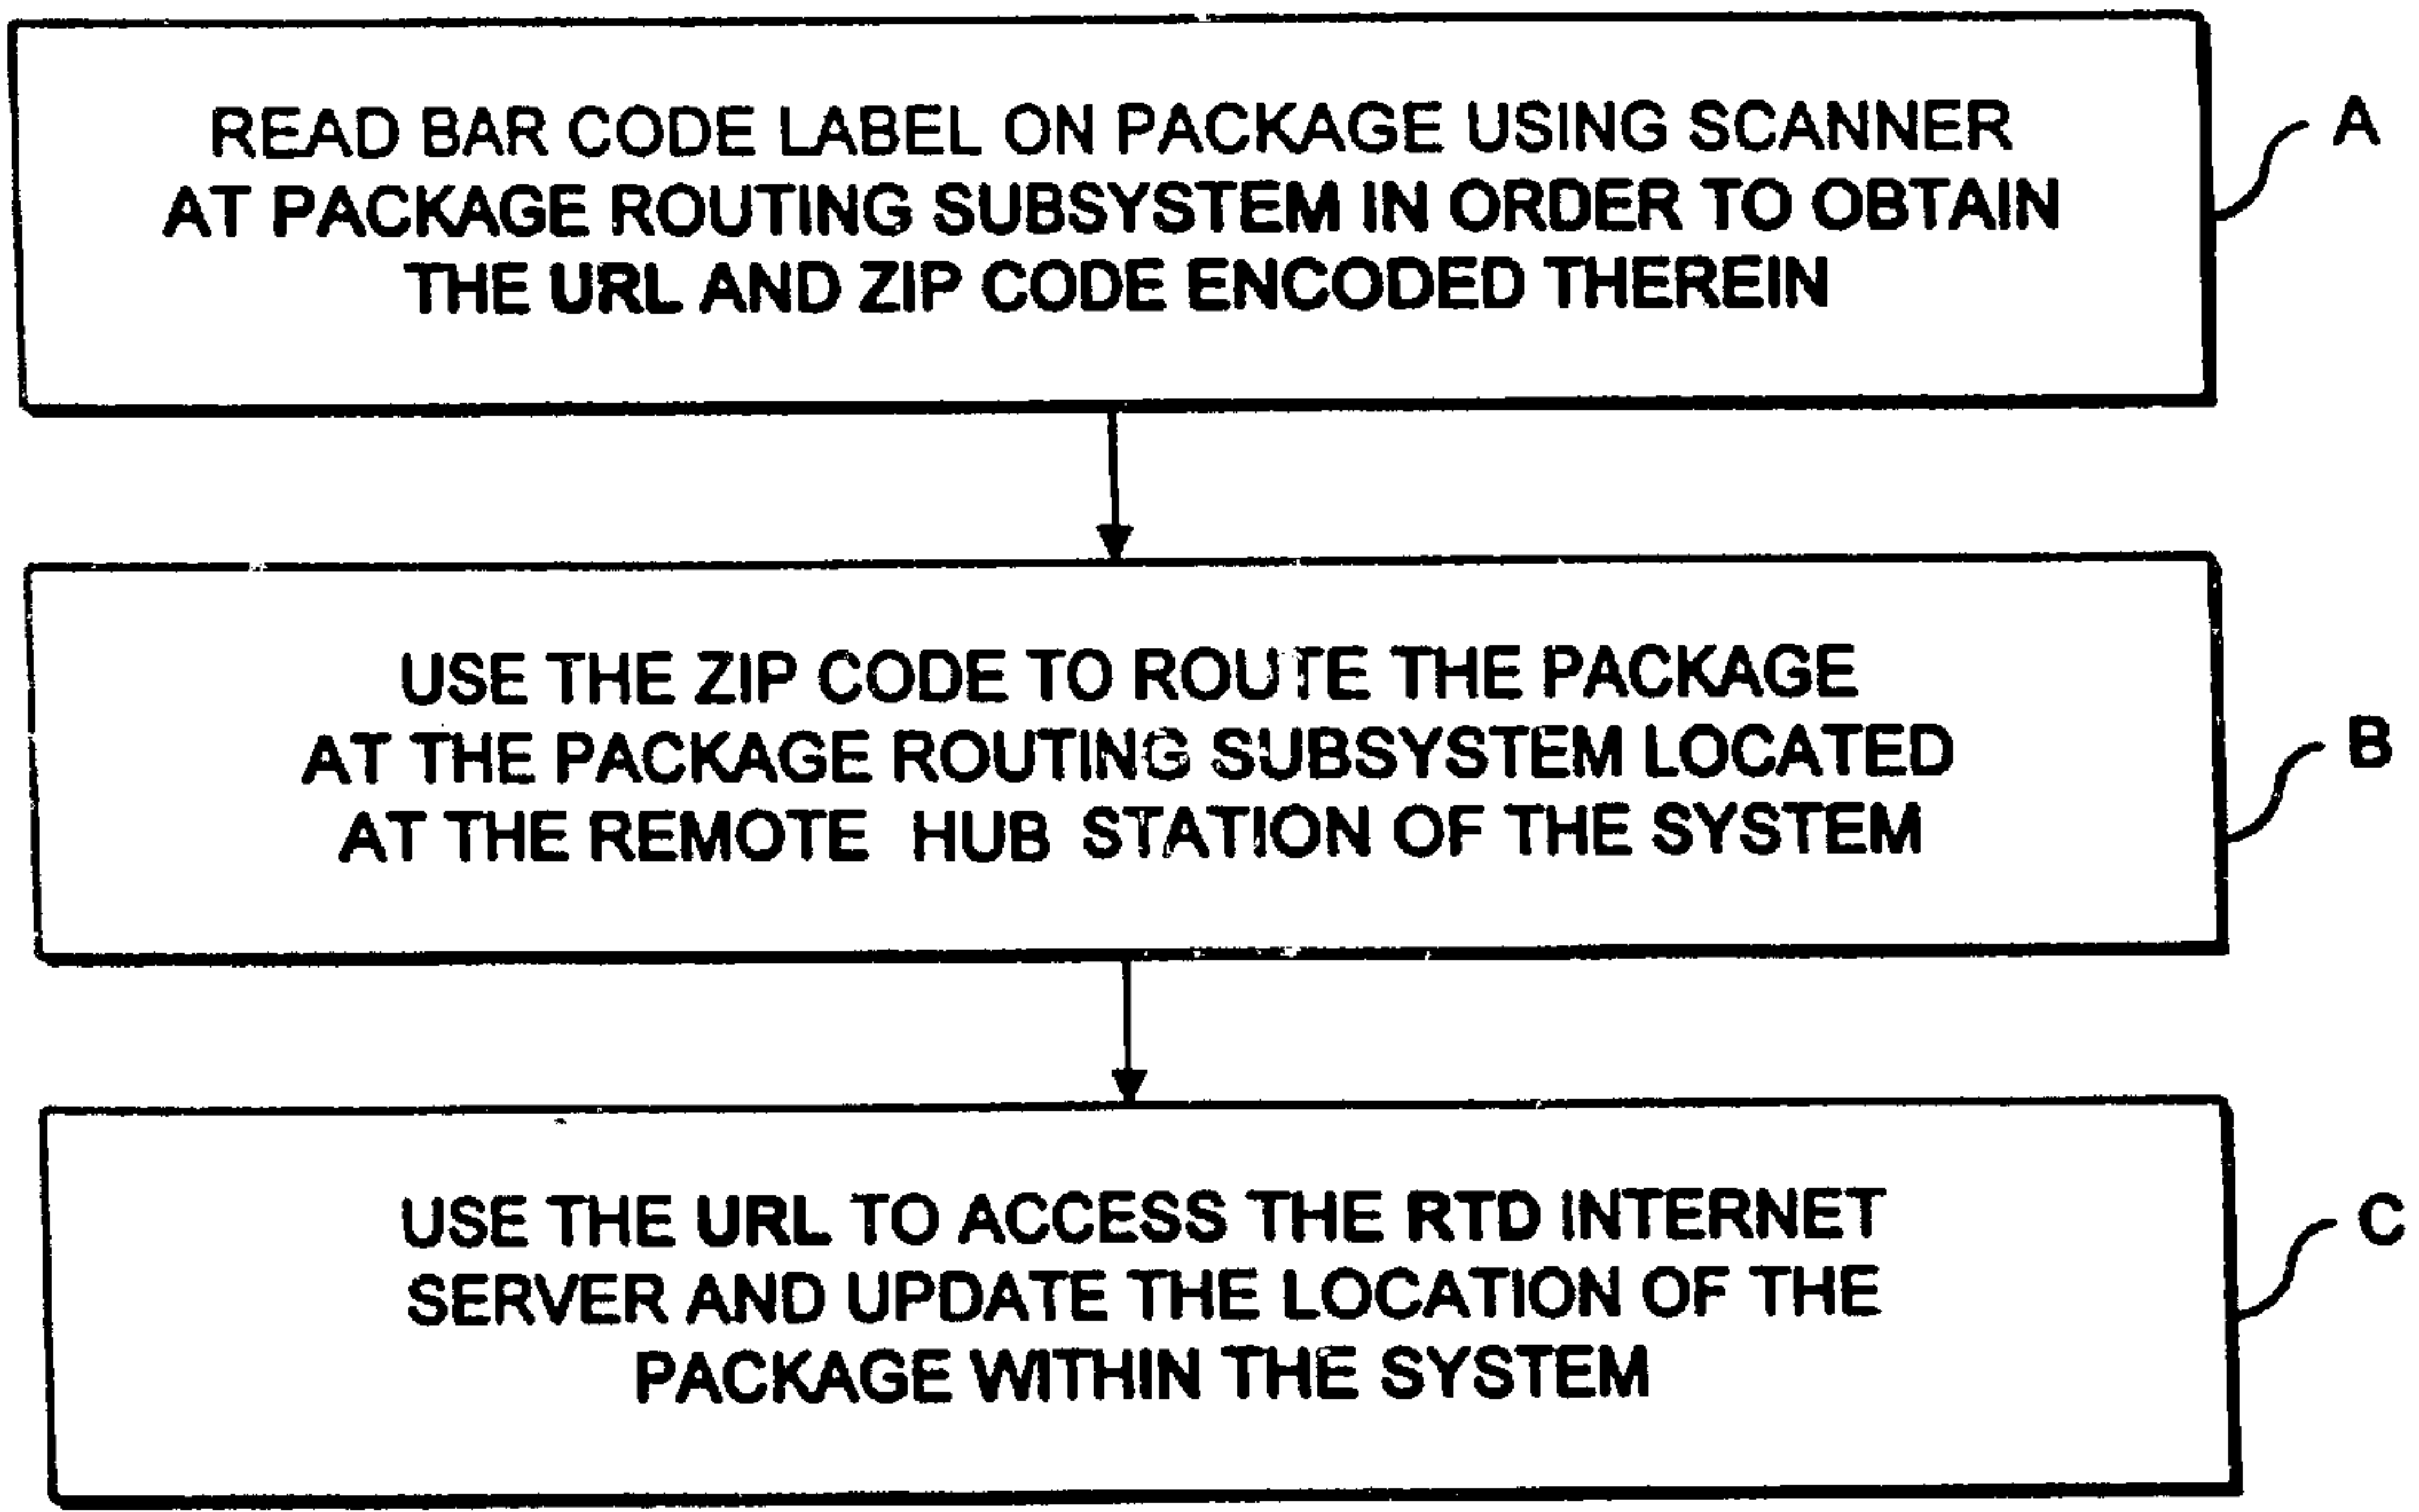 READ BAR CODE LABEL ON PACKAGE USING SCANNER
AT PACKAGE ROUTING SUBSYSTEM IN ORDER TO OBTAIN
THE URL AND ZIP CODE ENCODED THEREIN
A
USE THE ZIP CODE TO ROUTE THE PACKAGE
AT THE PACKAGE ROUTING SUBSYSTEM LOCATED
AT THE REMOTE HUB STATION OF THE SYSTEM
B
USE THE URL TO ACCESS THE RTD INTERNET
SERVER AND UPDATE THE LOCATION OF THE
PACKAGE WITHIN THE SYSTEM
C